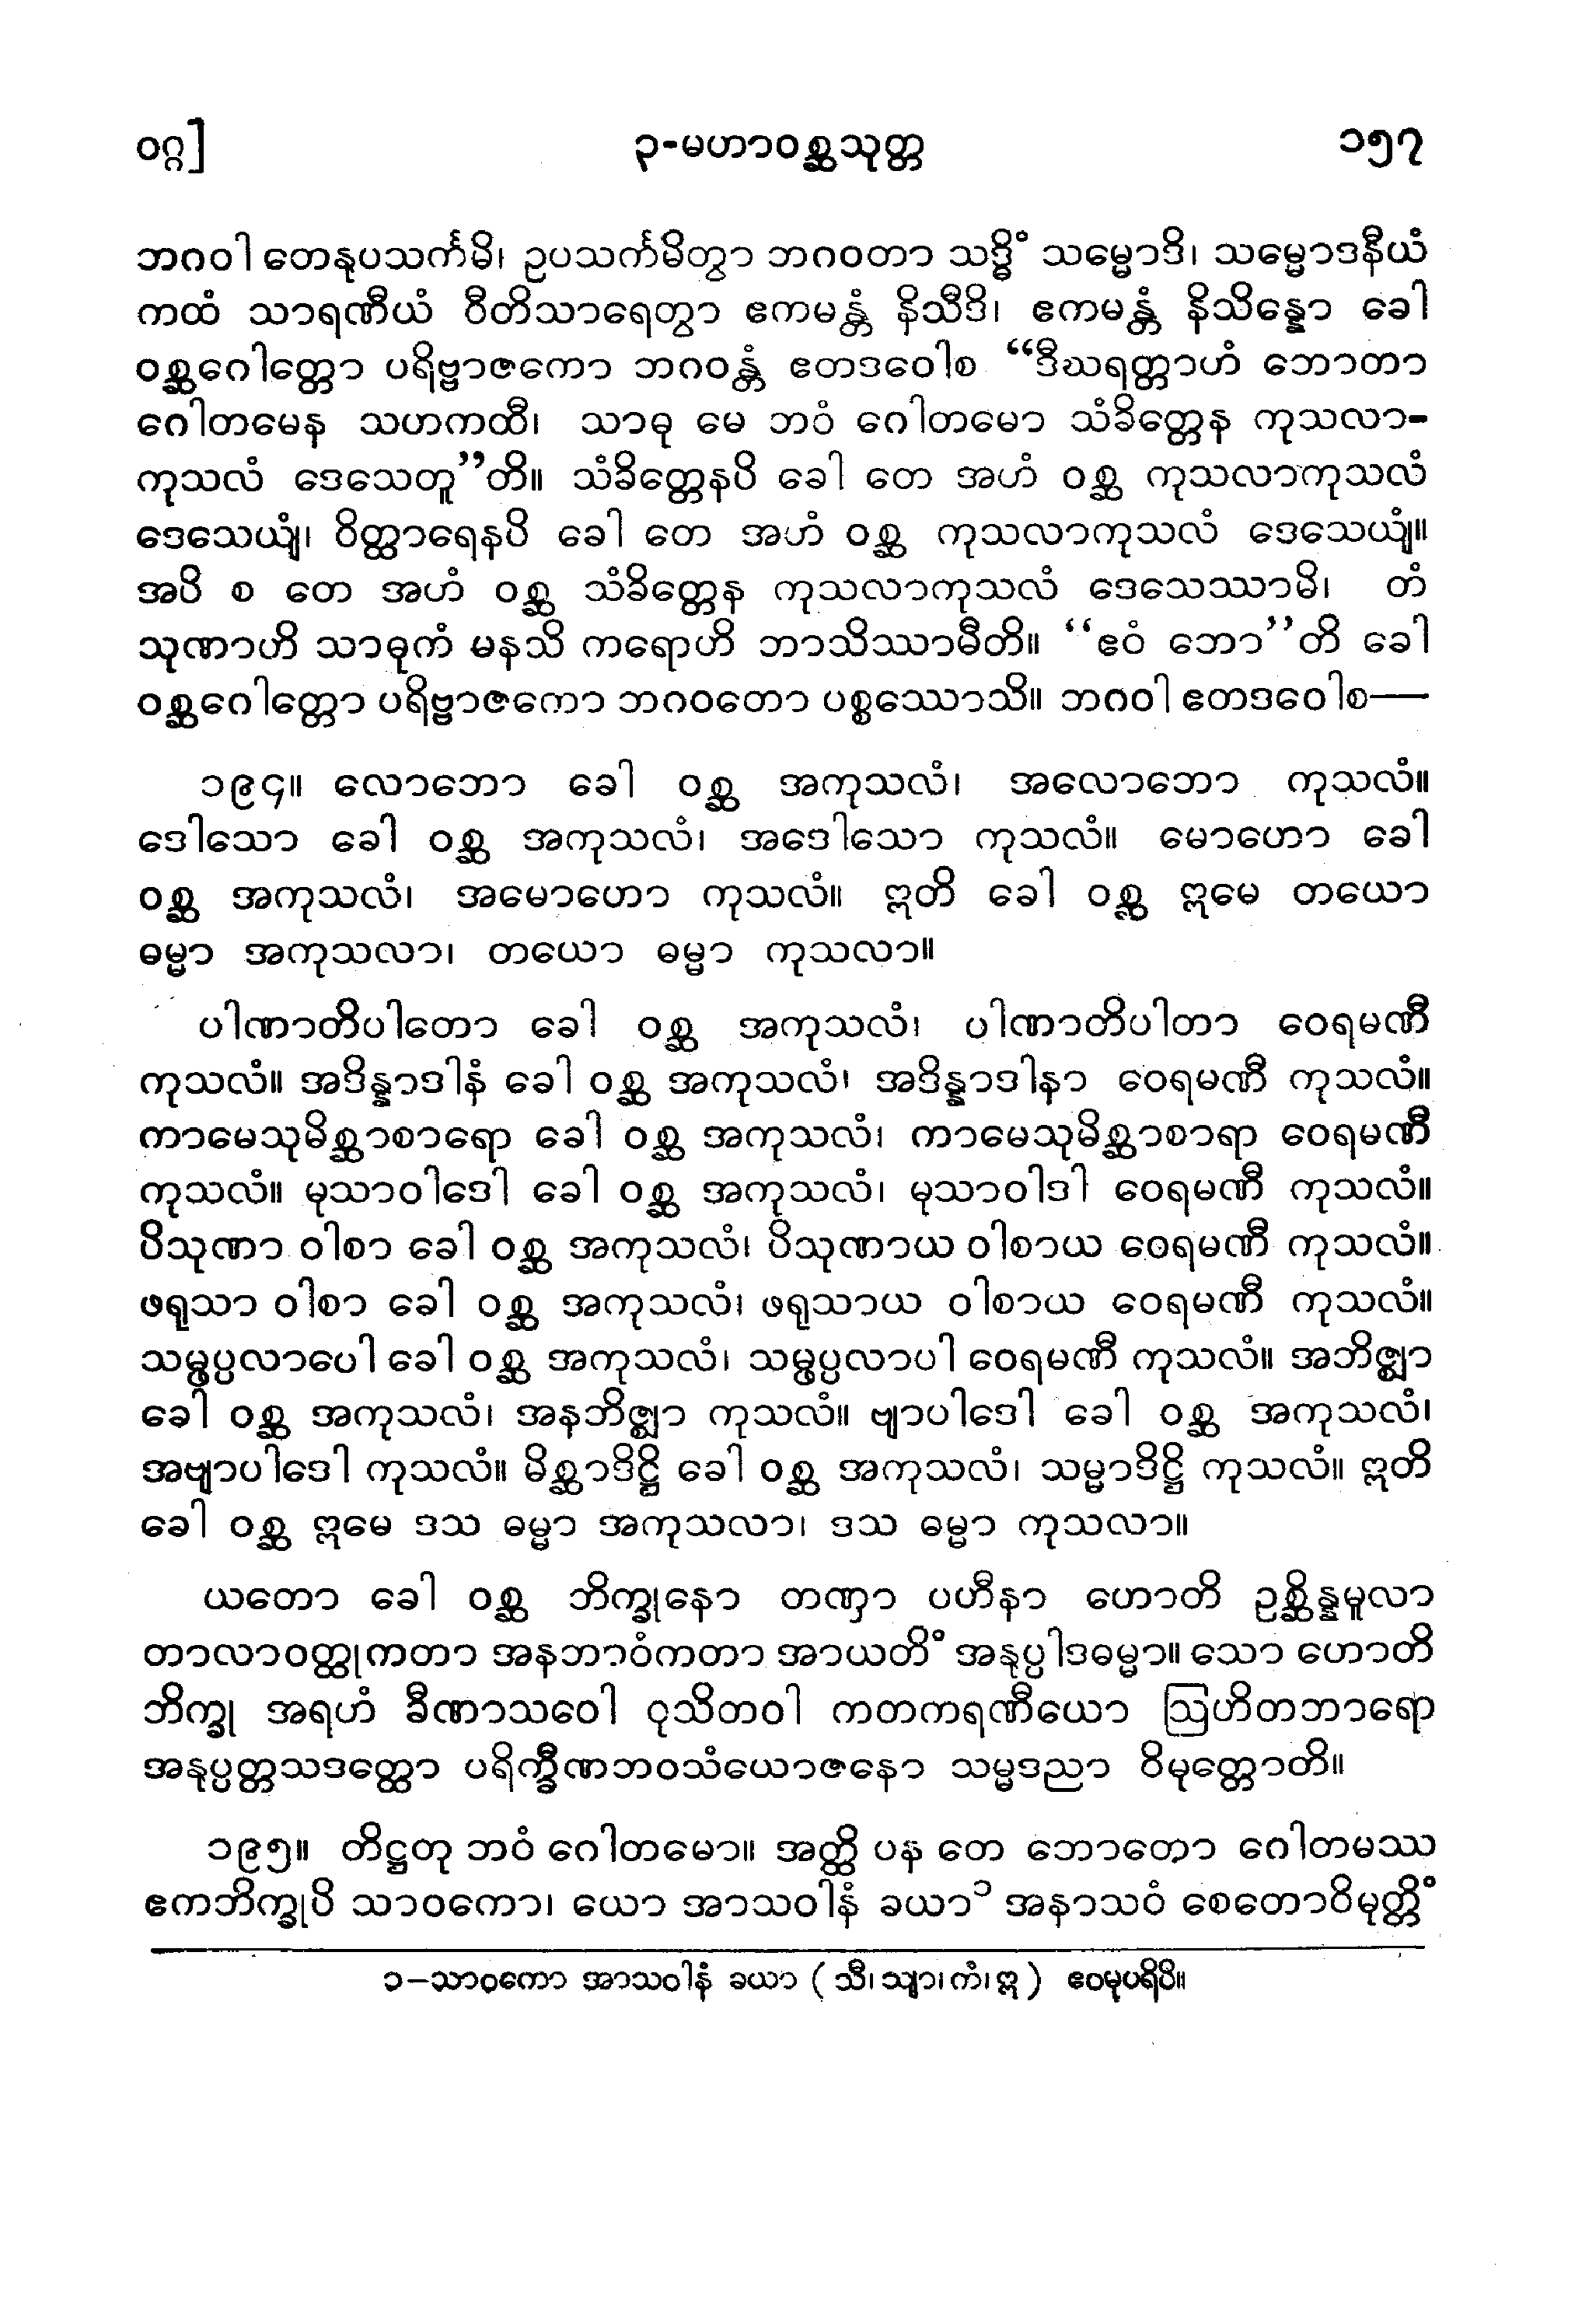 ဝဂ္ဂ]
၃-မဟာဝစ္ဆသုတ္တ
၁၅၇
ဘဂဝါ တေနုပသင်္ကမိ၊ ဥပသင်္ကမိတွာ ဘဂဝတာ သဒ္ဓိံ သမ္မောဒိ၊ သမ္မောဒနီယံ
ကထံ သာရဏီယံ ဝီတိသာရေတွာ ဧကမန္တံ နိသီဒိ၊ ဧကမန္တံ နိသိန္နော ခေါ
ဝစ္ဆဂေါတ္တော ပရိဗ္ဗာဇကော ဘဂဝန္တံ ဧတဒဝေါစ “ဒီဃရတ္တာဟံ ဘောတာ
ဂေါတမေန သဟကထီ၊ သာဓု မေ ဘဝံ ဂေါတမော သံခိတ္တေန ကုသလာ-
ကုသလံ ဒေသေတူ”တိ။ သံခိတ္တေနပိ ခေါ တေ အဟံ ဝစ္ဆ ကုသလာကုသလံ
ဒေသေယျံ၊ ဝိတ္ထာရေနပိ ခေါ တေ အဟံ ဝစ္ဆ ကုသလာကုသလံ ဒေသေယျံ။
အပိ စ တေ အဟံ ဝစ္ဆ သံခိတ္တေန ကုသလာကုသလံ ဒေသေဿာမိ၊ တံ
သုဏာဟိ သာဓုကံ မနသိ ကရောဟိ ဘာသိဿာမီတိ။ “ဧဝံ ဘော”တိ ခေါ
ဝစ္ဆဂေါတ္တော ပရိဗ္ဗာဇကော ဘဂဝတော ပစ္စဿောသိ။ ဘဂဝါ ဧတဒဝေါစ—
၁၉၄။ လောဘော ခေါ ဝစ္ဆ အကုသလံ၊ အလောဘော ကုသလံ။
ဒေါသော ခေါ ဝစ္ဆ အကုသလံ၊ အဒေါသော ကုသလံ။ မောဟော ခေါ
ဝစ္ဆ အကုသလံ၊ အမောဟော ကုသလံ။ ဣတိ ခေါ ဝစ္ဆ ဣမေ တယော
ဓမ္မာ အကုသလာ၊ တယော ဓမ္မာ ကုသလာ။
ပါဏာတိပါတော ခေါ ဝစ္ဆ အကုသလံ၊ ပါဏာတိပါတာ ဝေရမဏီ
ကုသလံ။ အဒိန္နာဒါနံ ခေါ ဝစ္ဆ အကုသလံ၊ အဒိန္နာဒါနာ ဝေရမဏီ ကုသလံ။
ကာမေသုမိစ္ဆာစာရော ခေါ ဝစ္ဆ အကုသလံ၊ ကာမေသုမိစ္ဆာစာရာ ဝေရမဏီ
ကုသလံ။ မုသာဝါဒေါ ခေါ ဝစ္ဆ အကုသလံ၊ မုသာဝါဒါ ဝေရမဏီ ကုသလံ။
ပိသုဏာ ဝါစာ ခေါ ဝစ္ဆ အကုသလံ၊ ပိသုဏာယ ဝါစာယ ဝေရမဏီ ကုသလံ။
ဖရုသာ ဝါစာ ခေါ ဝစ္ဆ အကုသလံ၊ ဖရုသာယ ဝါစာယ ဝေရမဏီ ကုသလံ။
သမ္ဖပ္ပလာပေါ ခေါ ဝစ္ဆ အကုသလံ၊ သမ္ဖပ္ပလာပါ ဝေရမဏီ ကုသလံ။ အဘိဇ္ဈာ
ခေါ ဝစ္ဆ အကုသလံ၊ အနဘိဇ္ဈာ ကုသလံ။ ဗျာပါဒေါ ခေါ ဝစ္ဆ အကုသလံ၊
အဗျာပါဒေါ ကုသလံ။ မိစ္ဆာဒိဋ္ဌိ ခေါ ဝစ္ဆ အကုသလံ၊ သမ္မာဒိဋ္ဌိ ကုသလံ။ ဣတိ
ခေါ ဝစ္ဆ ဣမေ ဒသ ဓမ္မာ အကုသလာ၊ ဒသ ဓမ္မာ ကုသလာ။
ယတော ခေါ ဝစ္ဆ ဘိက္ခုနော တဏှာ ပဟီနာ ဟောတိ ဥစ္ဆိန္နမူလာ
တာလာဝတ္ထုကတာ အနဘာဝံကတာ အာယတိံ အနုပ္ပါဒဓမ္မာ။ သော ဟောတိ
ဘိက္ခု အရဟံ ခီဏာသဝေါ ဝုသိတဝါ ကတကရဏီယော ဩဟိတဘာရော
အနုပ္ပတ္တသဒတ္ထော ပရိက္ခီဏဘဝသံယောဇနော သမ္မဒညာ ဝိမုတ္တောတိ။
၁၉၅။ တိဋ္ဌတု ဘဝံ ဂေါတမော။ အတ္ထိ ပန တေ ဘောတော ဂေါတမဿ
ဧကဘိက္ခုပိ သာဝကော၊ ယော အာသဝါနံ ခယာ၁ အနာသဝံ စေတောဝိမုတ္တိံ
၁-သာဝကော အာသဝါနံ ခယာ (သီ၊ သျာ၊ ကံ၊ ဣ) ဧဝမုပရိပိ။